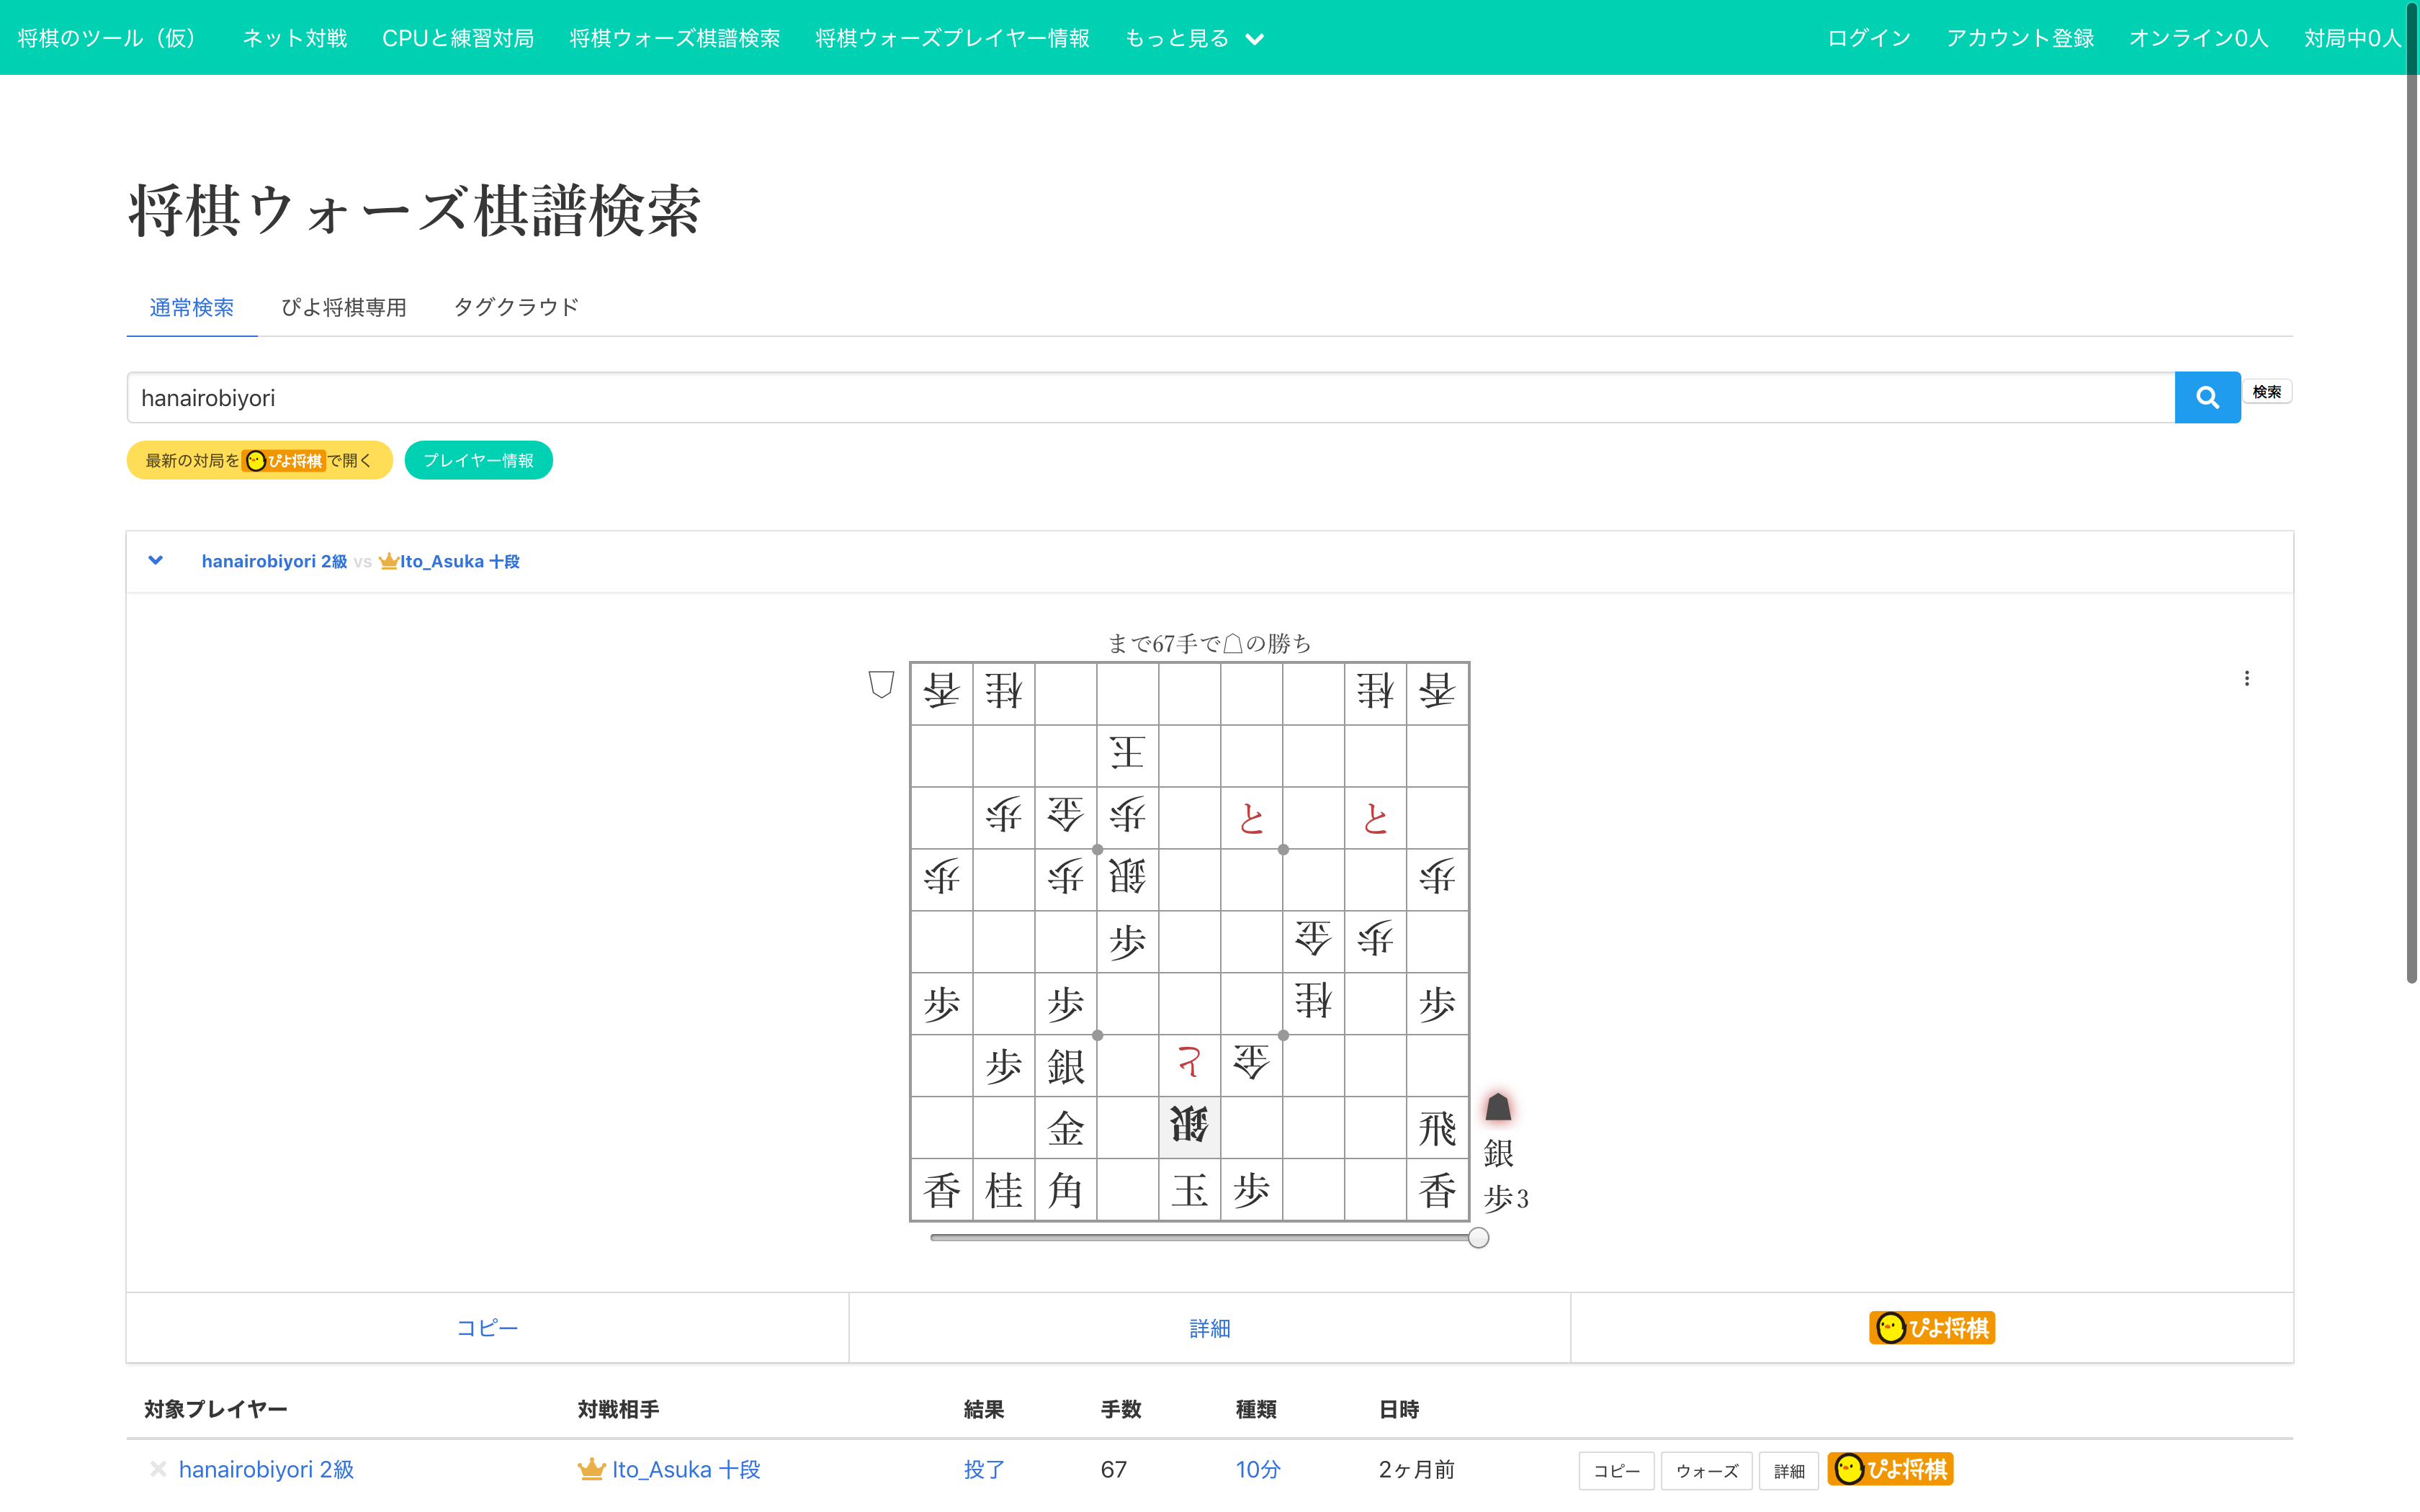 将棋のツール（仮） ネット対戦 CPUと練習対局 将棋ウォーズ棋譜検索 将棋ウォーズプレイヤー情報 もっと見る ログイン アカウント登録 オンライン0人 対局中0人
将棋ウォーズ棋譜検索
通常検索 ぴよ将棋専用 タグクラウド
hanairobiyori 検索
最新の対局をぴよ将棋で開く プレイヤー情報
hanairobiyori 2級 vs Ito_Asuka 十段
まで67手で☖の勝ち
香 桂 桂 香
王
歩 金 歩 と と
歩 歩 銀 歩
歩 金 歩
歩 歩 桂 歩
歩 銀 と 金
金 銀 飛
香 桂 角 玉 歩 香
銀
歩3
コピー 詳細 ぴよ将棋
対象プレイヤー 対戦相手 結果 手数 種類 日時
hanairobiyori 2級 Ito_Asuka 十段 投了 67 10分 2ヶ月前 コピー ウォーズ 詳細 ぴよ将棋